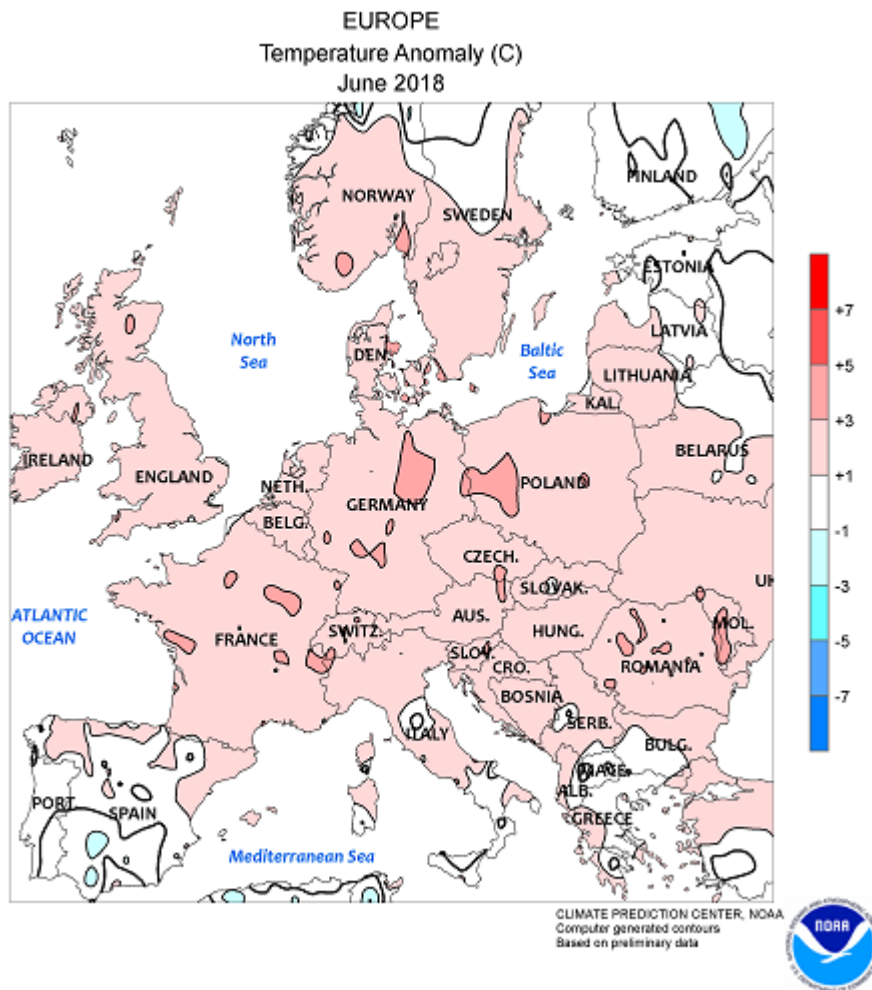 EUROPE
Temperature Anomaly (C)
June 2018
NORWAY
SWEDEN
FINLAND
ESTONIA
LATVIA
LITHUANIA
KAL.
BELARUS
North
Sea
Baltic
Sea
DEN.
IRELAND
ENGLAND
NETH.
BELG.
GERMANY
POLAND
CZECH.
SLOVAK.
UK
ATLANTIC
OCEAN
FRANCE
SWITZ.
AUS.
HUNG.
MOL.
SLOV.
CRO.
ROMANIA
BOSNIA
SERB.
ITALY
BULG.
MACE.
ALB.
PORT.
SPAIN
GREECE
Mediterranean Sea
+7
+5
+3
+1
-1
-3
-5
-7
CLIMATE PREDICTION CENTER, NOAA
Computer generated contours
Based on preliminary data
NOAA